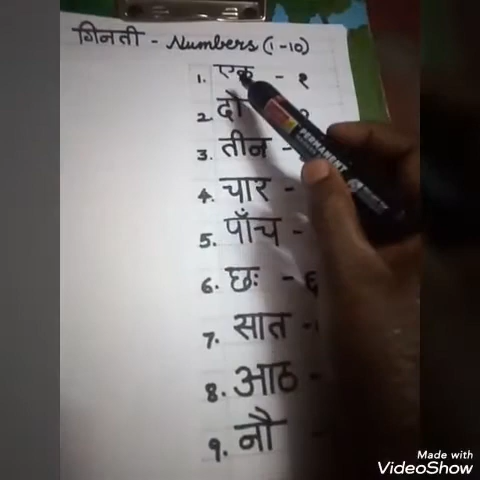 गिनती - Numbers (1-10)
1. एक - १
2. दो
3. तीन -
4. चार -
5. पाँच -
6. छः - ६
7. सात -
8. आठ -
9. नौ -
PERMANENT
Made with
VideoShow